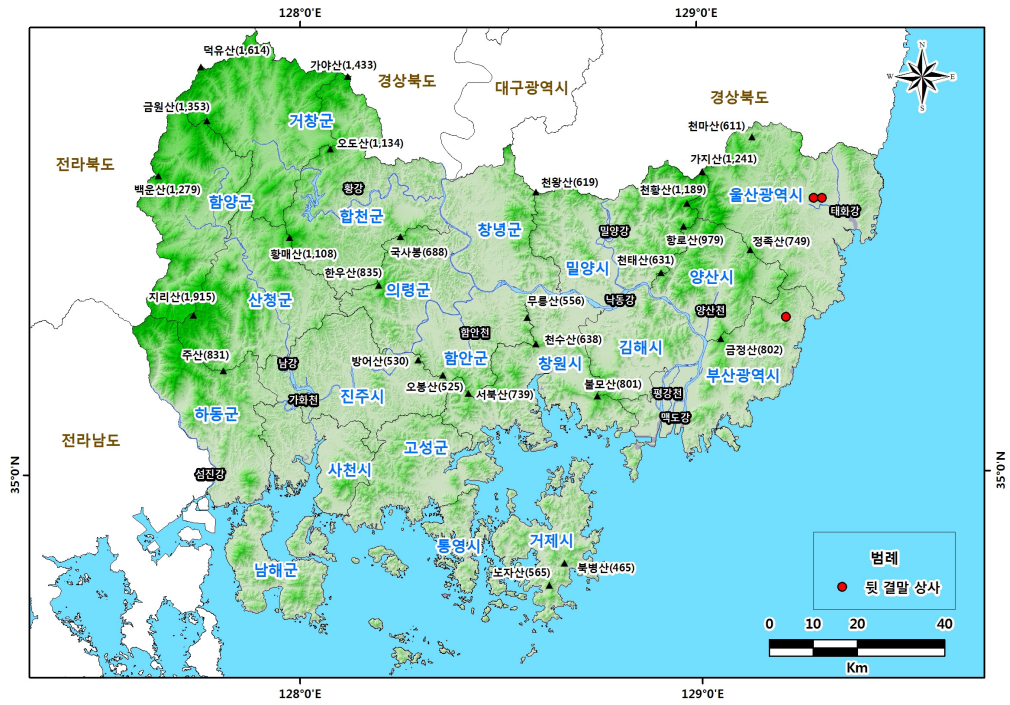 128°0'E
129°0'E
덕유산(1,614)
가야산(1,433)
경상북도
대구광역시
경상북도
N
W
E
S
금원산(1,353)
거창군
오도산(1,134)
천마산(611)
가지산(1,241)
전라북도
백운산(1,279)
함양군
황강
합천군
천왕산(619)
천황산(1,189)
울산광역시
태화강
창녕군
밀양강
향로산(979)
정족산(749)
황매산(1,108)
국사봉(688)
한우산(835)
의령군
밀양시
천태산(631)
양산시
지리산(1,915)
산청군
무릉산(556)
낙동강
양산천
함안천
주산(831)
남강
방어산(530)
함안군
천수산(638)
창원시
김해시
금정산(802)
부산광역시
오봉산(525)
서북산(739)
불모산(801)
진주시
가화천
평강천
맥도강
하동군
전라남도
고성군
사천시
섬진강
35°0'N
35°0'N
통영시
거제시
남해군
노자산(565)
북병산(465)
범례
뒷 결말 상사
0
10
20
40
Km
128°0'E
129°0'E